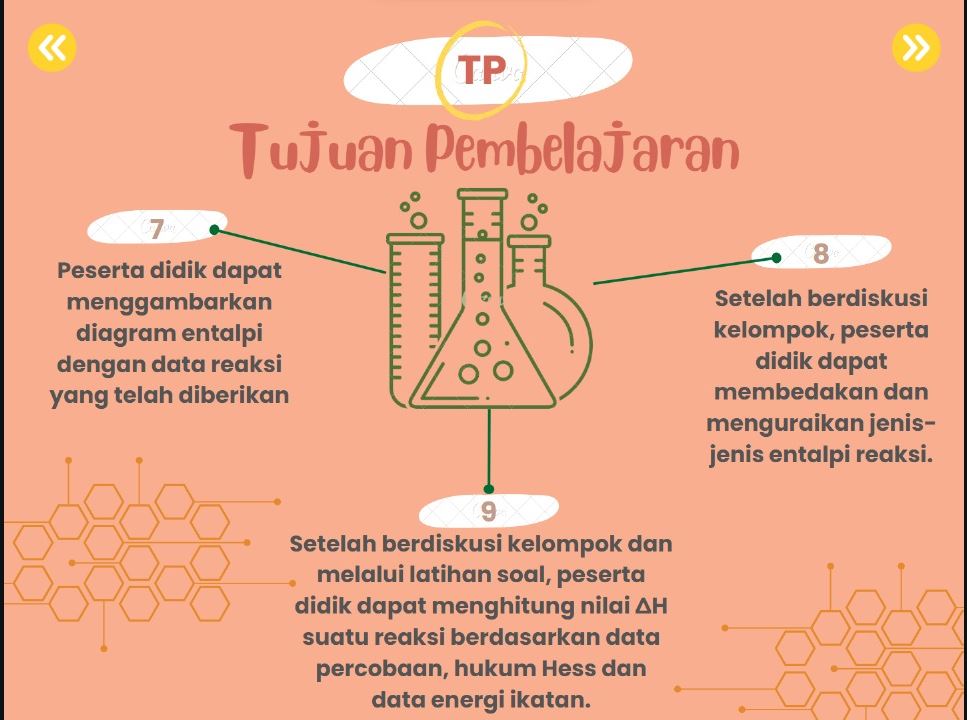 TP
Tujuan Pembelajaran
7
Peserta didik dapat
menggambarkan
diagram entalpi
dengan data reaksi
yang telah diberikan
8
Setelah berdiskusi
kelompok, peserta
didik dapat
membedakan dan
menguraikan jenis-
jenis entalpi reaksi.
9
Setelah berdiskusi kelompok dan
melalui latihan soal, peserta
didik dapat menghitung nilai ΔH
suatu reaksi berdasarkan data
percobaan, hukum Hess dan
data energi ikatan.